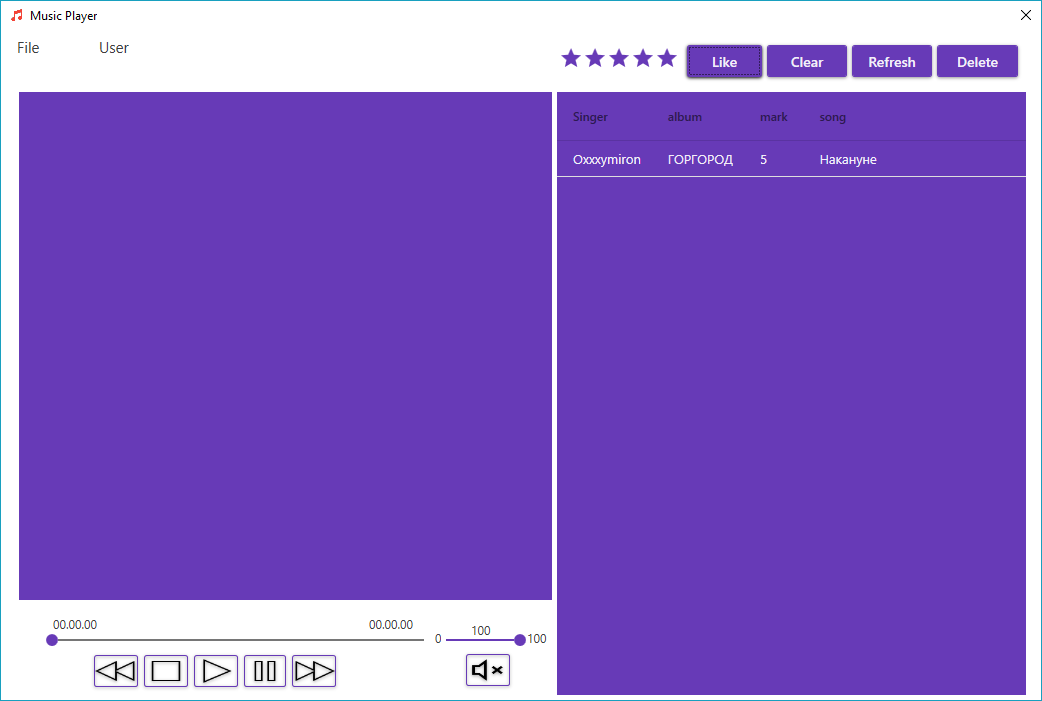 Music Player
File User
Like Clear Refresh Delete
Singer album mark song
Oxxxymiron ГОРГОРОД 5 Накануне
00.00.00 00.00.00
0 100 100